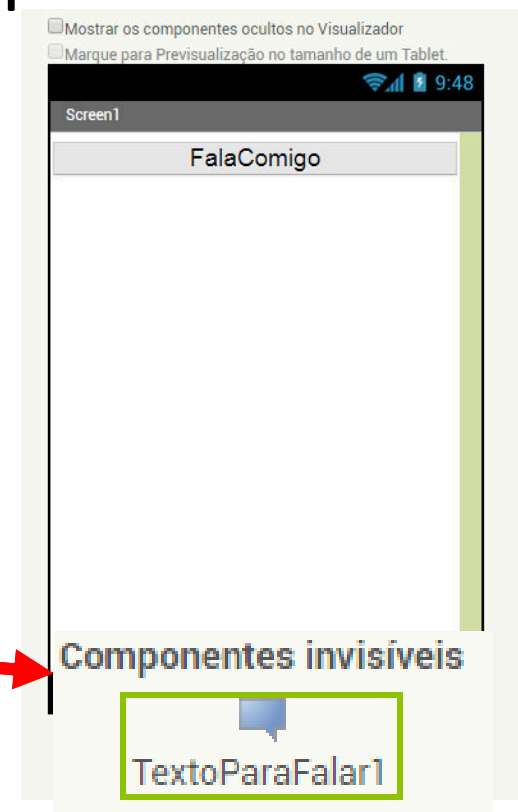 Mostrar os componentes ocultos no Visualizador
Marque para Previsualização no tamanho de um Tablet.
9:48
Screen1
FalaComigo
Componentes invisíveis
TextoParaFalar1